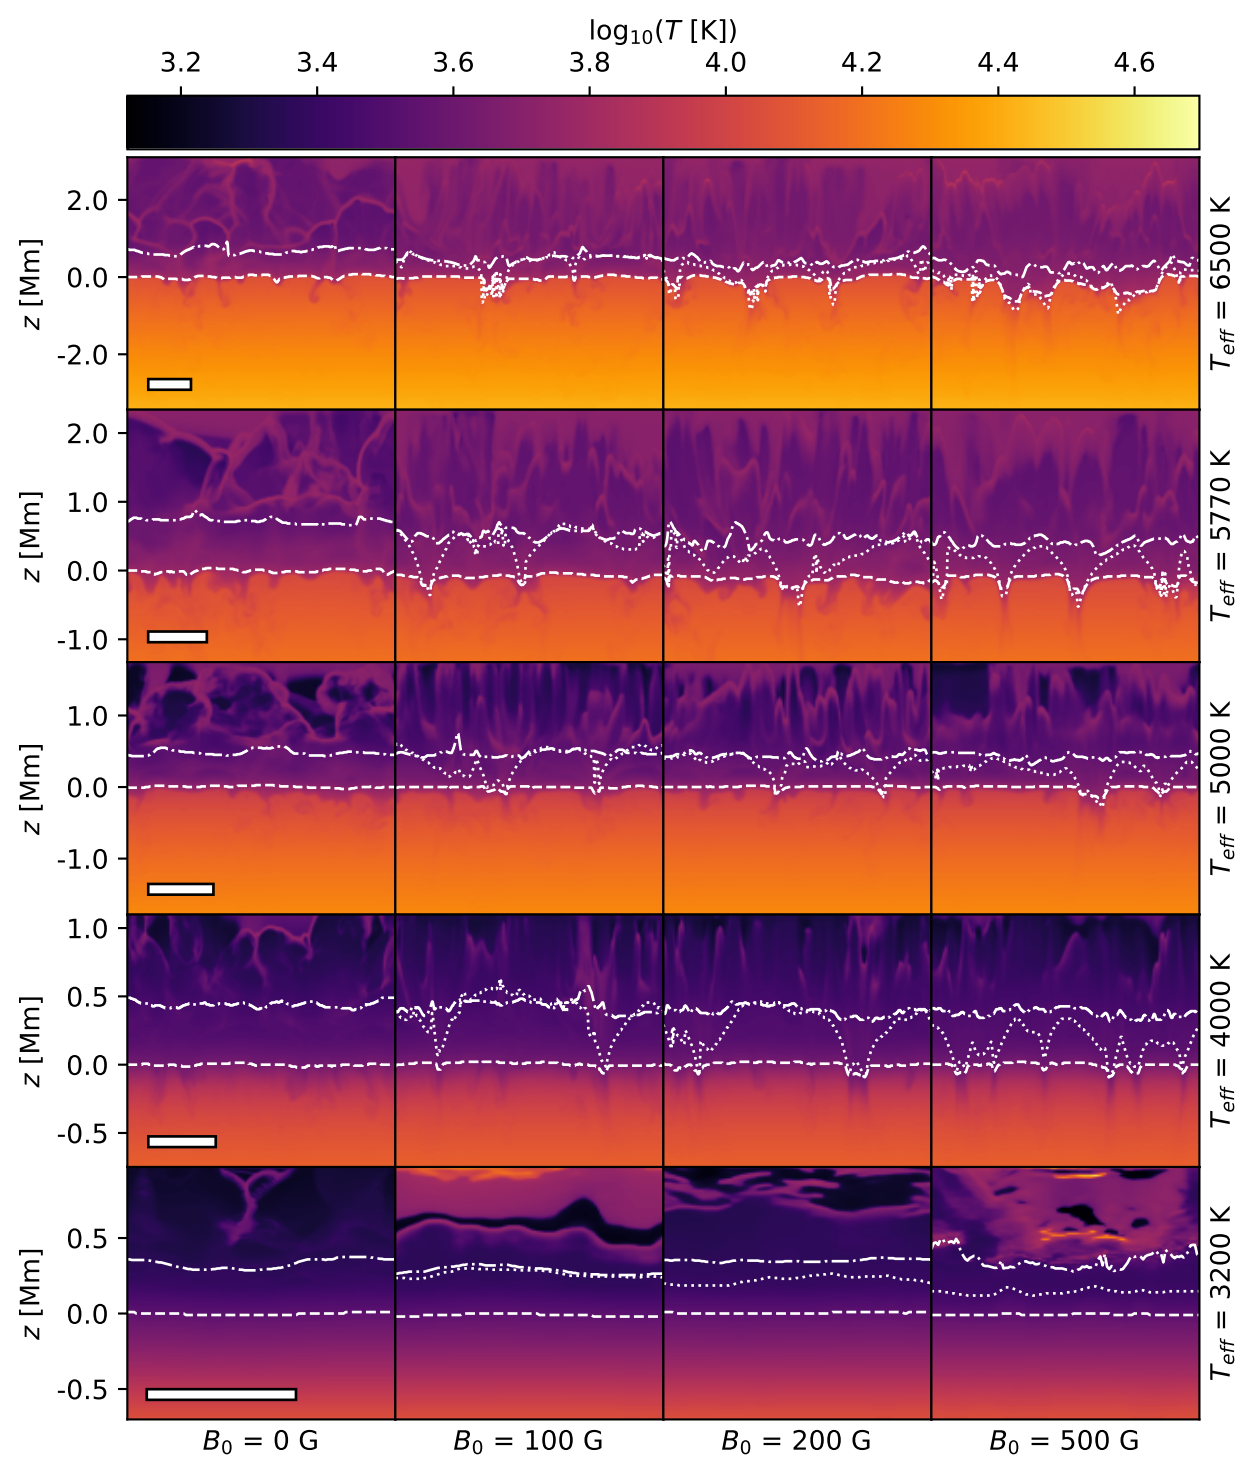 log₁₀(T [K])
3.2 3.4 3.6 3.8 4.0 4.2 4.4 4.6
2.0
0.0
-2.0
z [Mm]
T_eff = 6500 K
2.0
1.0
0.0
-1.0
z [Mm]
T_eff = 5770 K
1.0
0.0
-1.0
z [Mm]
T_eff = 5000 K
1.0
0.5
0.0
-0.5
z [Mm]
T_eff = 4000 K
0.5
0.0
-0.5
z [Mm]
T_eff = 3200 K
B₀ = 0 G B₀ = 100 G B₀ = 200 G B₀ = 500 G